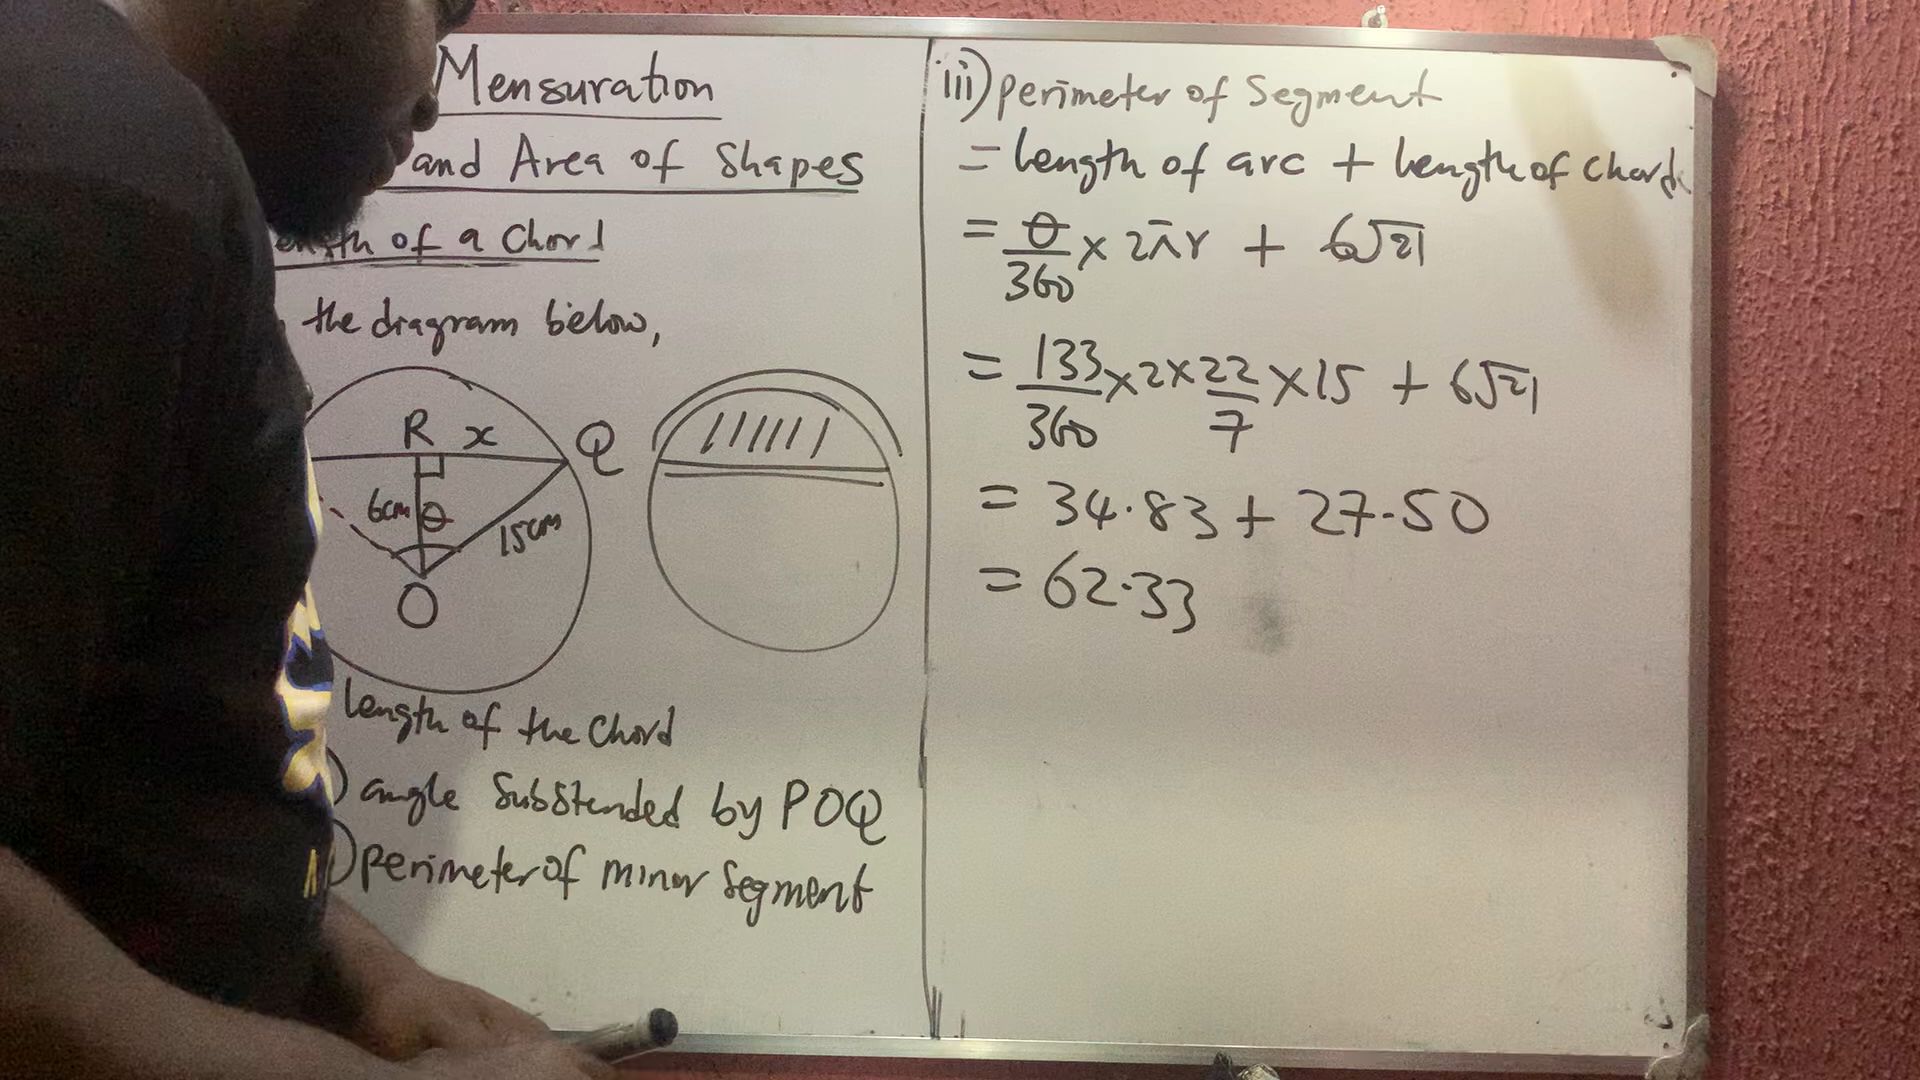 Mensuration
and Area of Shapes
ength of a Chord
the diagram below,
R x Q
6cm θ 15cm
O
length of the Chord
) angle Substended by POQ
) perimeter of minor Segment
iii) perimeter of Segment
= length of arc + length of Chord
= θ/360 × 2πr + 6√21
= 133/360 × 2 × 22/7 × 15 + 6√21
= 34.83 + 27.50
= 62.33